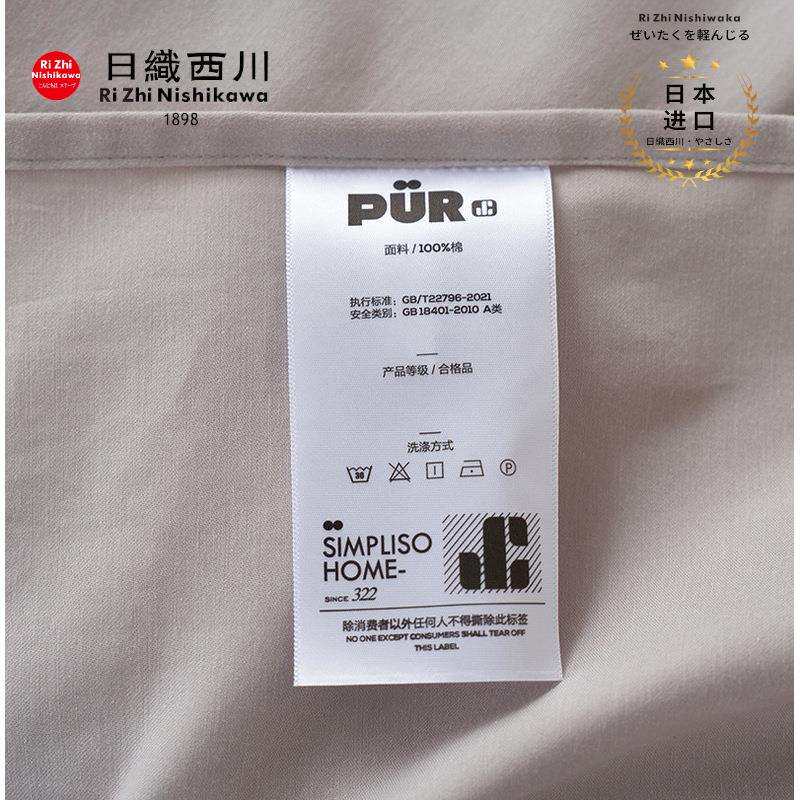 Ri Zhi
Nishikawa
日織西川
Ri Zhi Nishikawa
1898
Ri Zhi Nishiwaka
ぜいたくを軽んじる
日本
进口
日織西川·やさしさ
PÜR
面料 / 100%棉
执行标准: GB/T22796-2021
安全类别: GB 18401-2010 A类
产品等级 / 合格品
洗涤方式
30
P
SIMPLISO
HOME-
SINCE 322
除消费者以外任何人不得撕除此标签
NO ONE EXCEPT CONSUMERS SHALL TEAR OFF
THIS LABEL